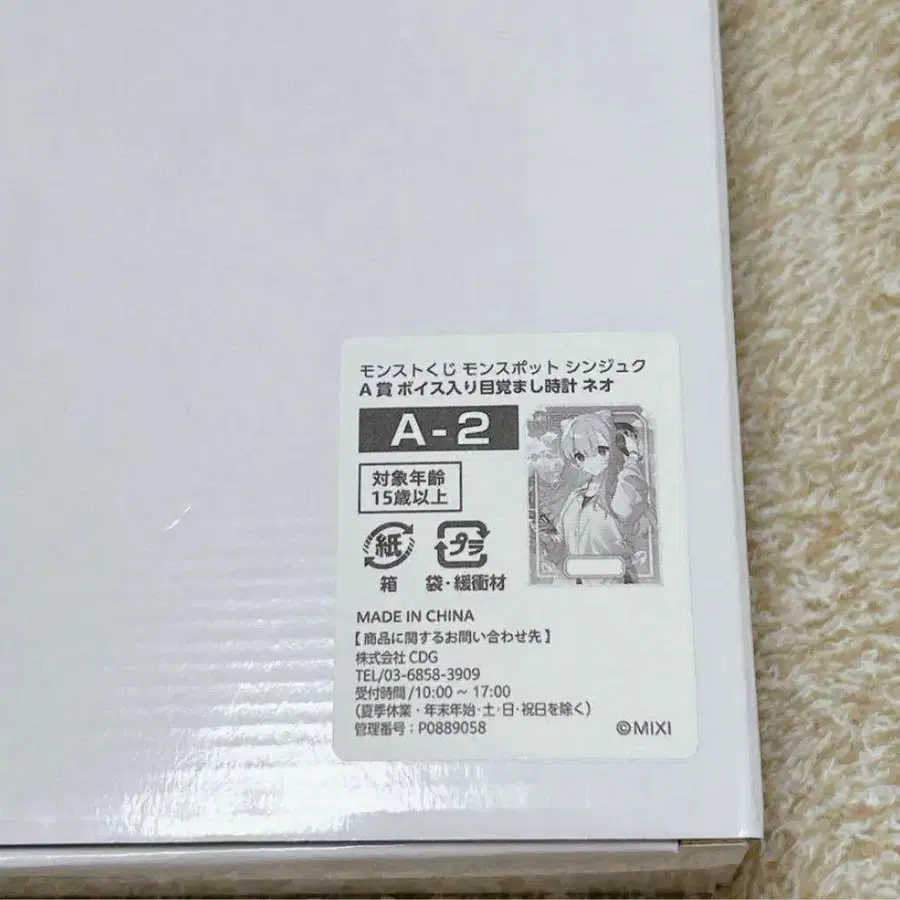 モンストくじ モンスポット シンジュク
A賞 ボイス入り目覚まし時計 ネオ
A-2
対象年齢
15歳以上
紙 プラ
箱 袋・緩衝材
MADE IN CHINA
【商品に関するお問い合わせ先】
株式会社 CDG
TEL/03-6858-3909
受付時間/10:00～17:00
(夏季休業・年末年始・土・日・祝日を除く)
管理番号:P0889058
©MIXI